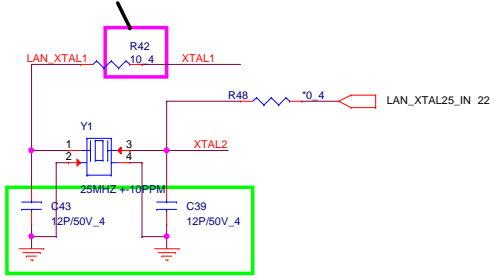 R42
LAN_XTAL1
10_4
XTAL1
R48
*0_4
LAN_XTAL25_IN 22
Y1
1
3
XTAL2
2
4
25MHZ +-10PPM
C43
C39
12P/50V_4
12P/50V_4